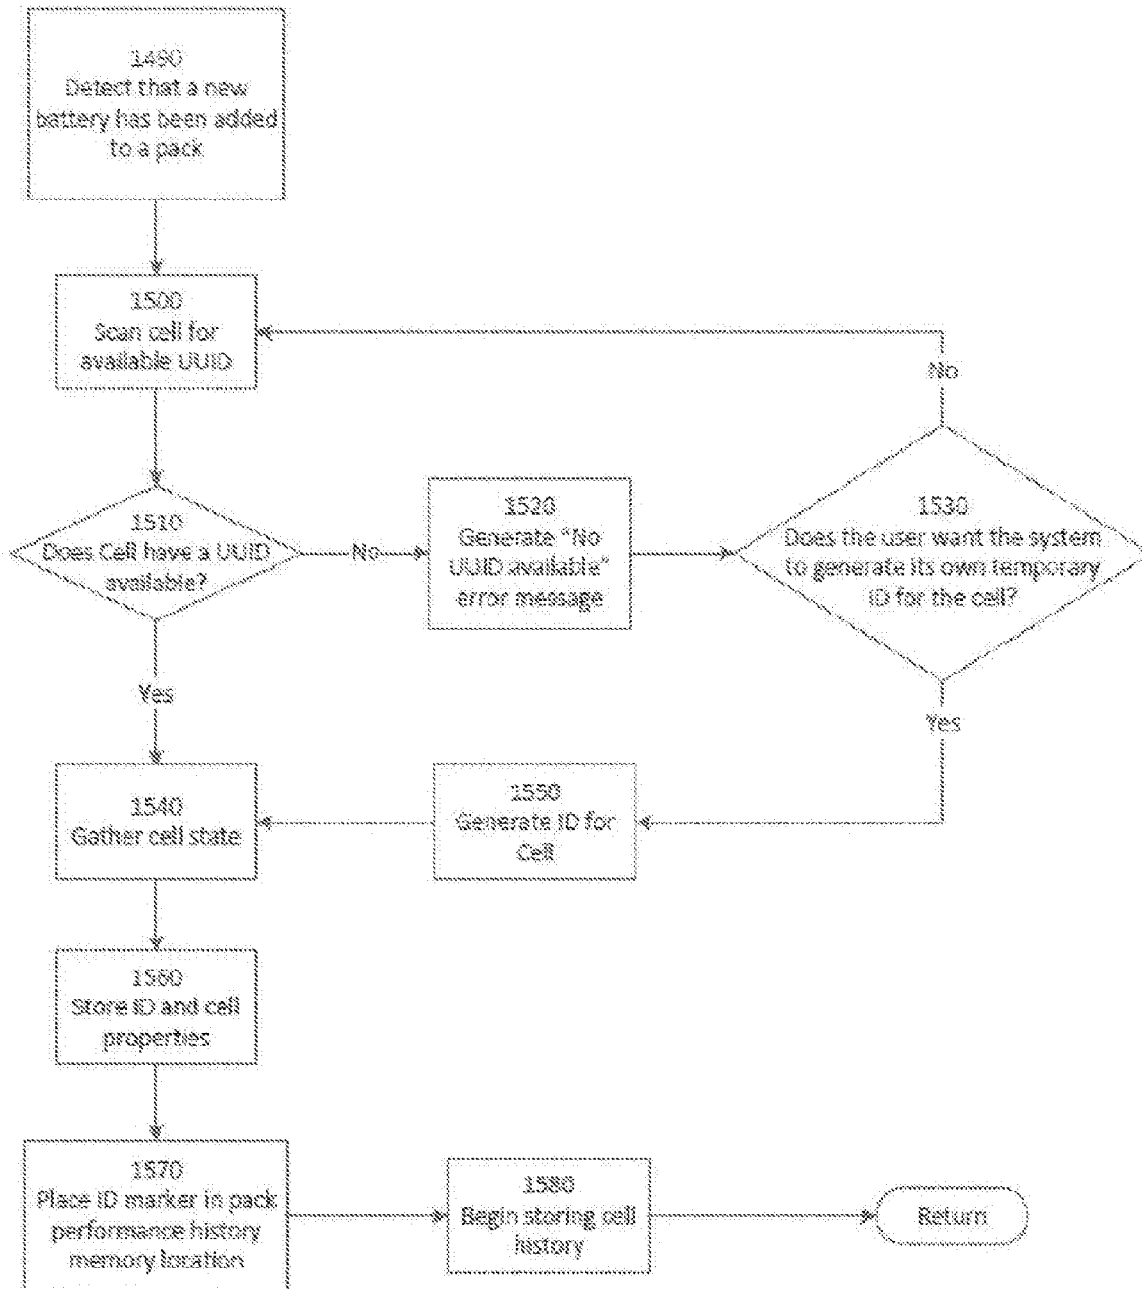 1490
Detect that a new
battery has been added
to a pack
1500
Scan cell for
available UUID
No
1510
Does Cell have a UUID
available?
No
1520
Generate "No
UUID available"
error message
1530
Does the user want the system
to generate its own temporary
ID for the cell?
Yes
Yes
1540
Gather cell state
1550
Generate ID for
Cell
1560
Store ID and cell
properties
1570
Place ID marker in pack
performance history
memory location
1580
Begin storing cell
history
Return